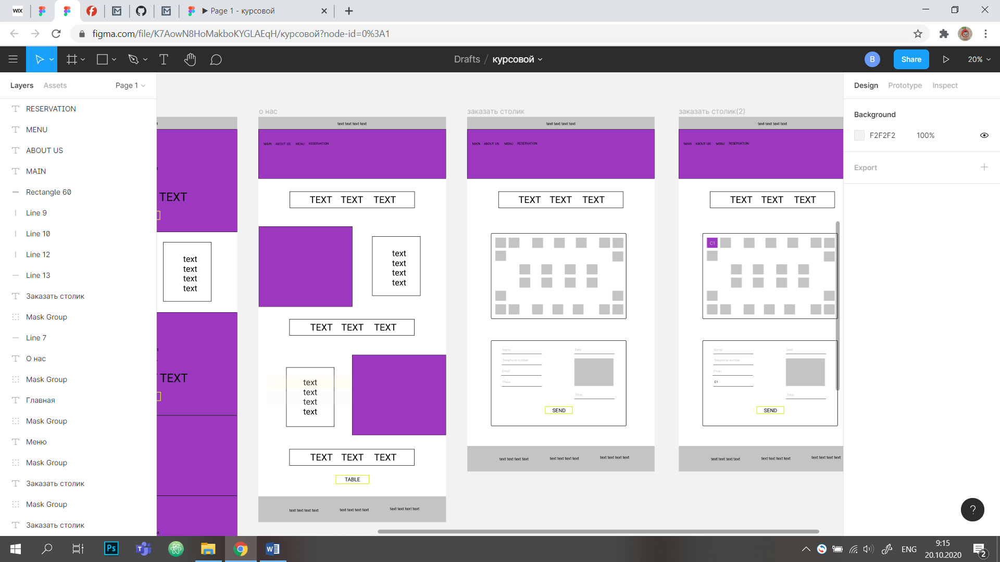 WIX
▶ Page 1 - курсовой
figma.com/file/K7AowN8HoMakboKYGLAEqH/курсовой?node-id=0%3A1
Drafts / курсовой
B
Share
20%
Layers
Assets
Page 1
RESERVATION
MENU
ABOUT US
MAIN
Rectangle 60
Line 9
Line 10
Line 12
Line 13
Заказать столик
Mask Group
Line 7
О нас
Mask Group
Главная
Mask Group
Меню
Mask Group
Заказать столик
Mask Group
Заказать столик
TEXT
text
text
text
text
TEXT
о нас
text text text text
MAIN ABOUT US MENU RESERVATION
TEXT TEXT TEXT
text
text
text
text
TEXT TEXT TEXT
text
text
text
text
TEXT TEXT TEXT
TABLE
text text text text
text text text text
text text text text
заказать столик
text text text text
MAIN ABOUT US MENU RESERVATION
TEXT TEXT TEXT
Name
Date
Telephone number
Email
Place
Time
SEND
text text text text
text text text text
text text text text
заказать столик(2)
text text text text
MAIN ABOUT US MENU RESERVATION
TEXT TEXT TEXT
C1
Name
Date
Telephone number
Email
C1
Time
SEND
text text text text
text text text text
text text text text
Design
Prototype
Inspect
Background
F2F2F2
100%
Export
?
Ps
ENG
9:15
20.10.2020
2